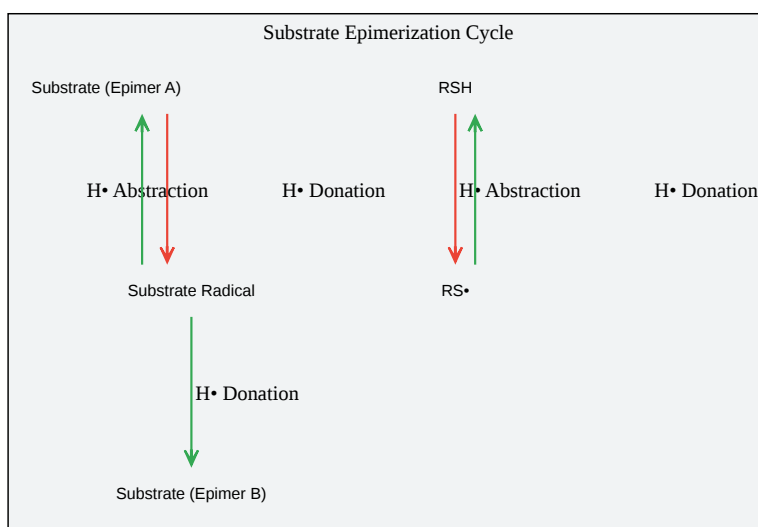 Substrate Epimerization Cycle
Substrate (Epimer A)
RSH
H• Abstraction
H• Donation
H• Abstraction
H• Donation
Substrate Radical
RS•
H• Donation
Substrate (Epimer B)